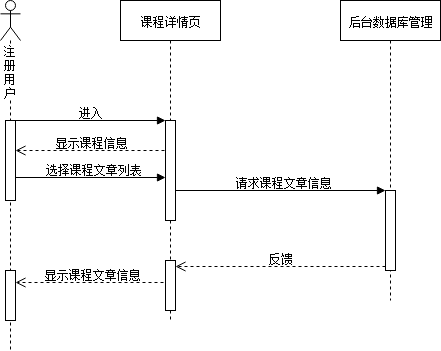 注册用户
课程详情页
后台数据库管理
进入
显示课程信息
选择课程文章列表
请求课程文章信息
反馈
显示课程文章信息